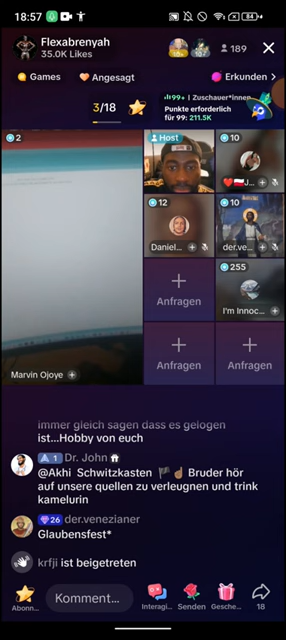 18:57
84
Flexabrenyah
35.0K Likes
189
Games
Angesagt
Erkunden
3/18
99+ | Zuschauer*innen
Punkte erforderlich
für 99: 211.5K
2
Host
10
❤️🇵🇱J...
12
Daniel...
10
der.ve...
Anfragen
255
I'm Innoc...
Anfragen
Anfragen
Marvin Ojoye
immer gleich sagen dass es gelogen
ist...Hobby von euch
1 Dr. John
@Akhi Schwitzkasten 🏴☝🏾 Bruder hör
auf unsere quellen zu verleugnen und trink
kamelurin
26 der.venezianer
Glaubensfest*
krfji ist beigetreten
Abonn...
Komment...
Interagi...
Senden
Gesche...
18